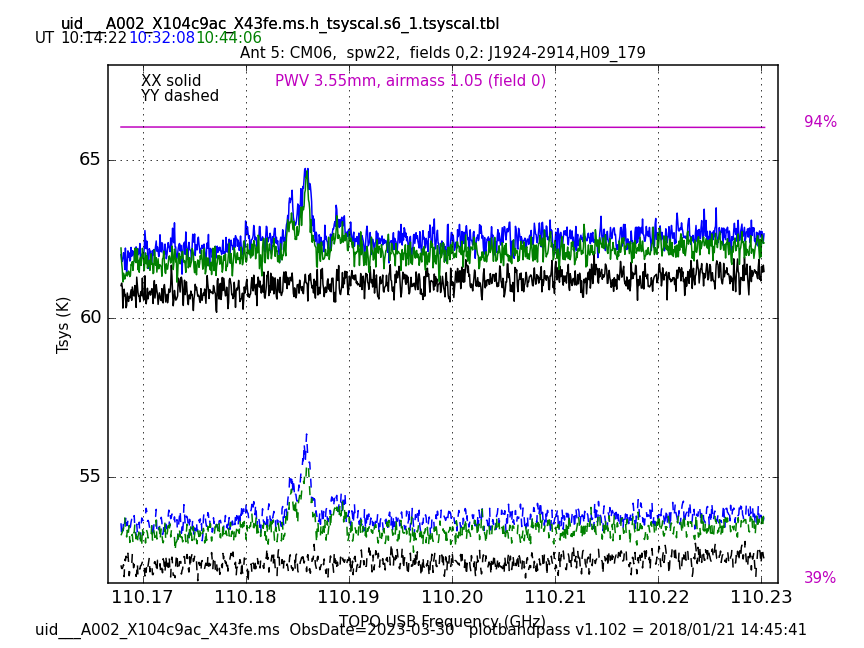 uid___A002_X104c9ac_X43fe.ms.h_tsyscal.s6_1.tsyscal.tbl
UT 10:14:22 10:32:08 10:44:06
Ant 5: CM06, spw22, fields 0,2: J1924-2914,H09_179
XX solid PWV 3.55mm, airmass 1.05 (field 0)
YY dashed
94%
65
60
55
Tsys (K)
39%
110.17 110.18 110.19 110.20 110.21 110.22 110.23
TOPO USB Frequency (GHz)
uid___A002_X104c9ac_X43fe.ms ObsDate=2023-03-30 plotbandpass v1.102 = 2018/01/21 14:45:41